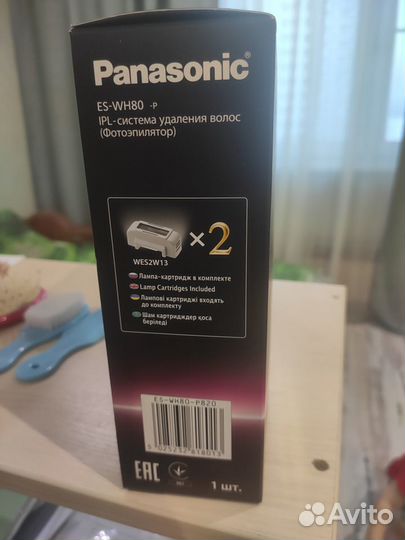 Panasonic
ES-WH80 -P
IPL-система удаления волос
(Фотоэпилятор)
×2
WES2W13
Лампа-картридж в комплекте
Lamp Cartridges Included
Лампові картриджі входять
до комплекту
Шам картридждер қоса
беріледі
ES-WH80-P820
5025232618013
EAC
1 шт.
Avito